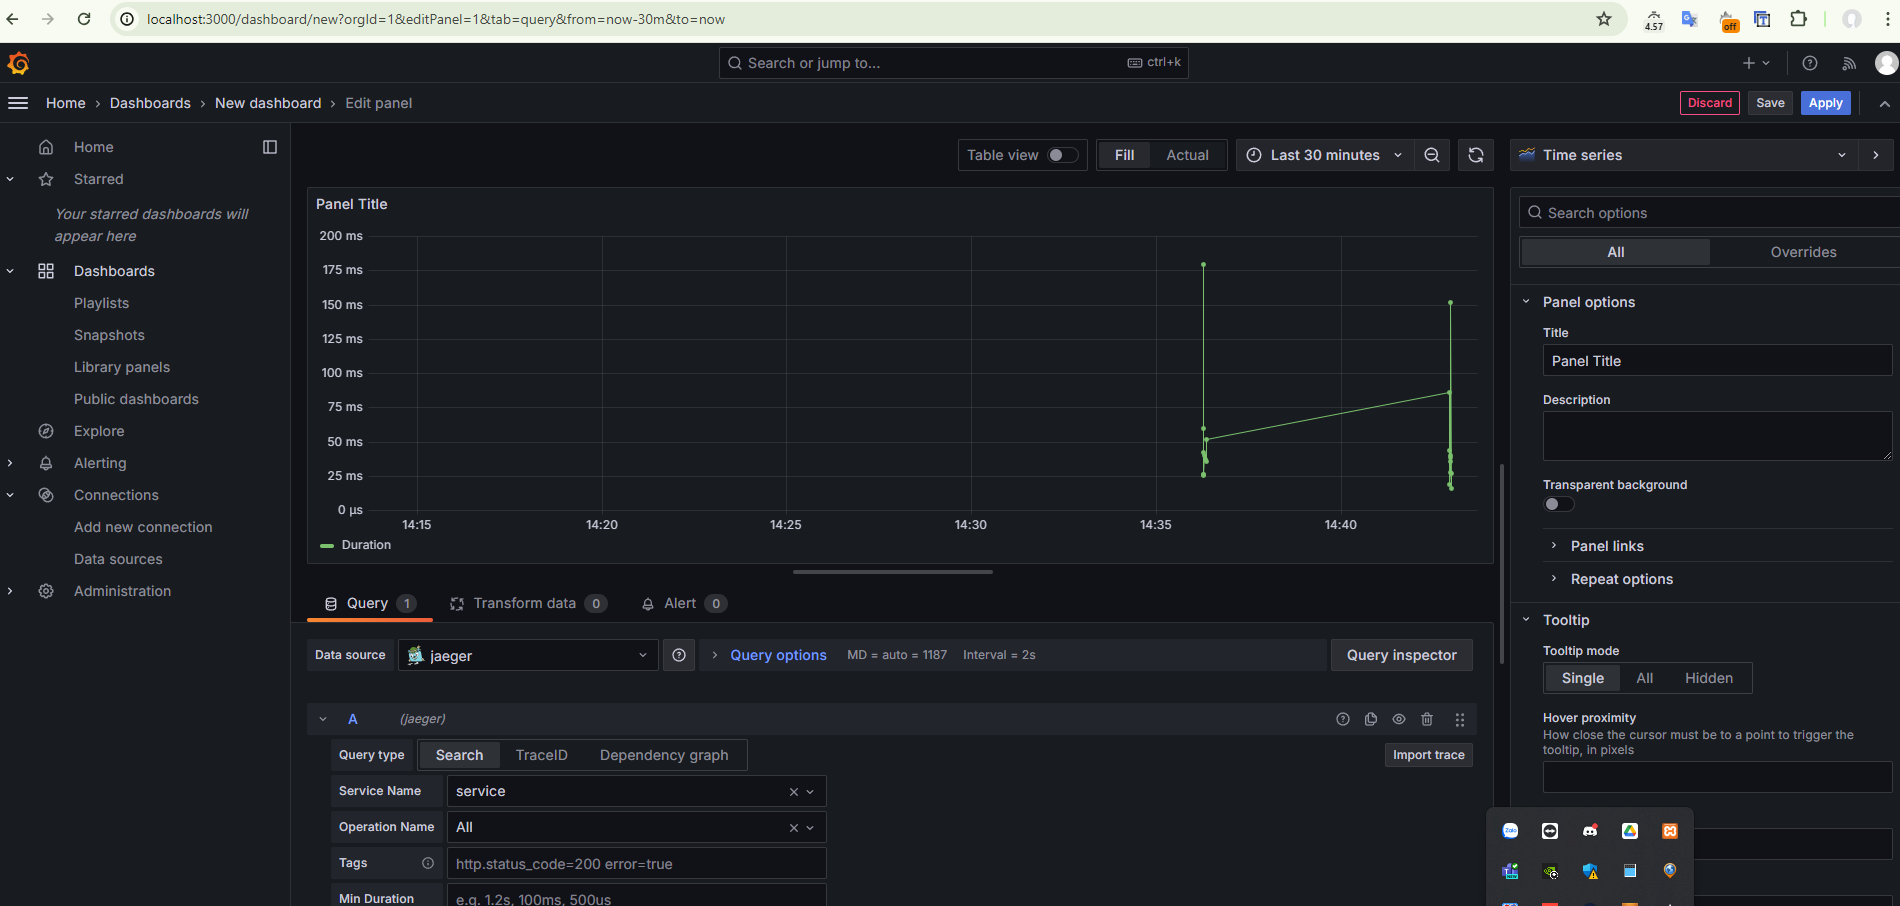 localhost:3000/dashboard/new?orgId=1&editPanel=1&tab=query&from=now-30m&to=now
4.57
off
Search or jump to...
ctrl+k
Home › Dashboards › New dashboard › Edit panel
Discard
Save
Apply
Home
Starred
Your starred dashboards will
appear here
Dashboards
Playlists
Snapshots
Library panels
Public dashboards
Explore
Alerting
Connections
Add new connection
Data sources
Administration
Table view
Fill
Actual
Last 30 minutes
Time series
Panel Title
200 ms
175 ms
150 ms
125 ms
100 ms
75 ms
50 ms
25 ms
0 µs
14:15
14:20
14:25
14:30
14:35
14:40
Duration
Query 1
Transform data 0
Alert 0
Data source
jaeger
Query options
MD = auto = 1187
Interval = 2s
Query inspector
A
(jaeger)
Query type
Search
TraceID
Dependency graph
Import trace
Service Name
service
Operation Name
All
Tags
http.status_code=200 error=true
Min Duration
e.g. 1.2s, 100ms, 500us
Search options
All
Overrides
Panel options
Title
Panel Title
Description
Transparent background
Panel links
Repeat options
Tooltip
Tooltip mode
Single
All
Hidden
Hover proximity
How close the cursor must be to a point to trigger the
tooltip, in pixels
Zalo